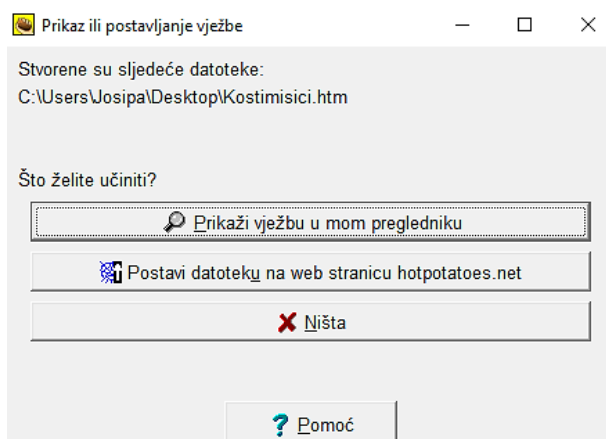 Prikaz ili postavljanje vježbe
Stvorene su sljedeće datoteke:
C:\Users\Josipa\Desktop\Kostimisici.htm
Što želite učiniti?
Prikaži vježbu u mom pregledniku
Postavi datoteku na web stranicu hotpotatoes.net
Ništa
Pomoć